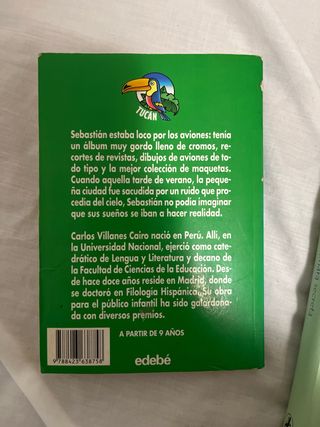 TUCÁN
Sebastián estaba loco por los aviones: tenía
un álbum muy gordo lleno de cromos, re-
cortes de revistas, dibujos de aviones de to-
do tipo y la mejor colección de maquetas.
Cuando aquella tarde de verano, la peque-
ña ciudad fue sacudida por un ruido que pro-
cedía del cielo, Sebastián no podía imaginar
que sus sueños se iban a hacer realidad.
Carlos Villanes Cairo nació en Perú. Allí, en
la Universidad Nacional, ejerció como cate-
drático de Lengua y Literatura y decano de
la Facultad de Ciencias de la Educación. Des-
de hace doce años reside en Madrid, donde
se doctoró en Filología Hispánica. Su obra
para el público infantil ha sido galardona-
da con diversos premios.
A PARTIR DE 9 AÑOS
9 788423 638758
edebé